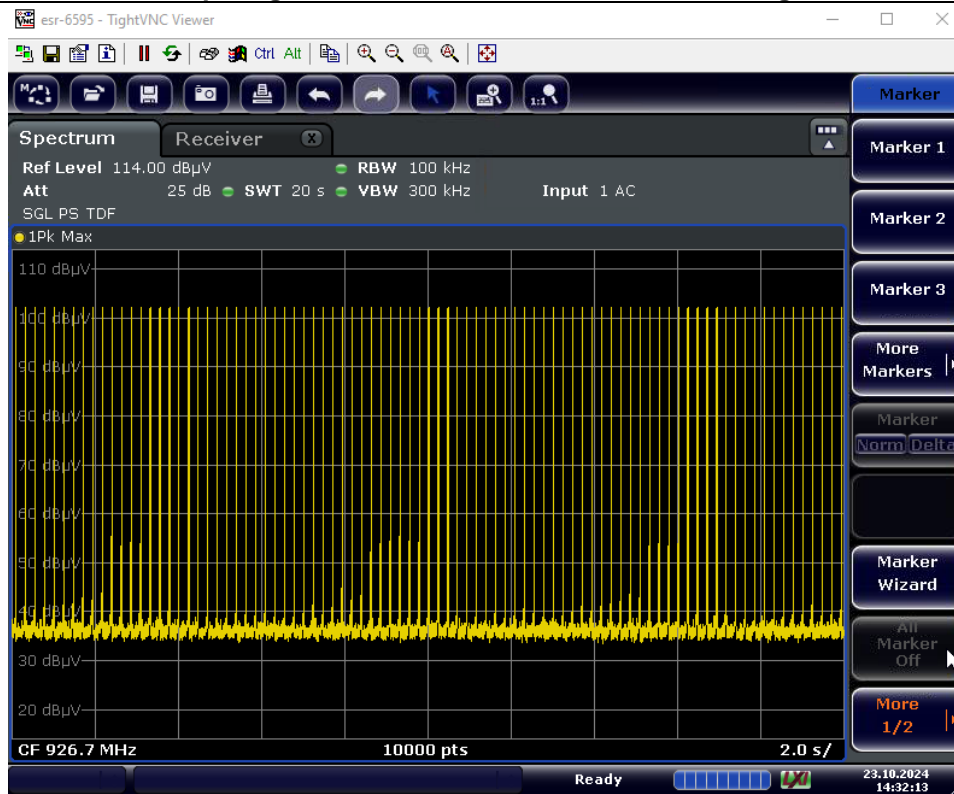 esr-6595 - TightVNC Viewer
Ctrl Alt
1:1
Marker
Spectrum Receiver
Ref Level 114.00 dBµV RBW 100 kHz
Att 25 dB SWT 20 s VBW 300 kHz Input 1 AC
SGL PS TDF
1Pk Max
110 dBµV
100 dBµV
90 dBµV
80 dBµV
70 dBµV
60 dBµV
50 dBµV
40 dBµV
30 dBµV
20 dBµV
CF 926.7 MHz 10000 pts 2.0 s/
Marker 1
Marker 2
Marker 3
More
Markers
Marker
Norm Delta
Marker
Wizard
All
Marker
Off
More
1/2
Ready LXI 23.10.2024
14:32:13